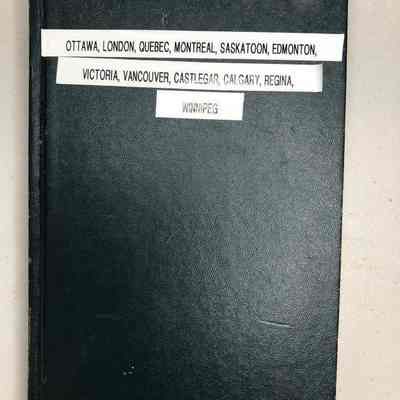 OTTAWA, LONDON, QUEBEC, MONTREAL, SASKATOON, EDMONTON,
VICTORIA, VANCOUVER, CASTLEGAR, CALGARY, REGINA,
WINNIPEG